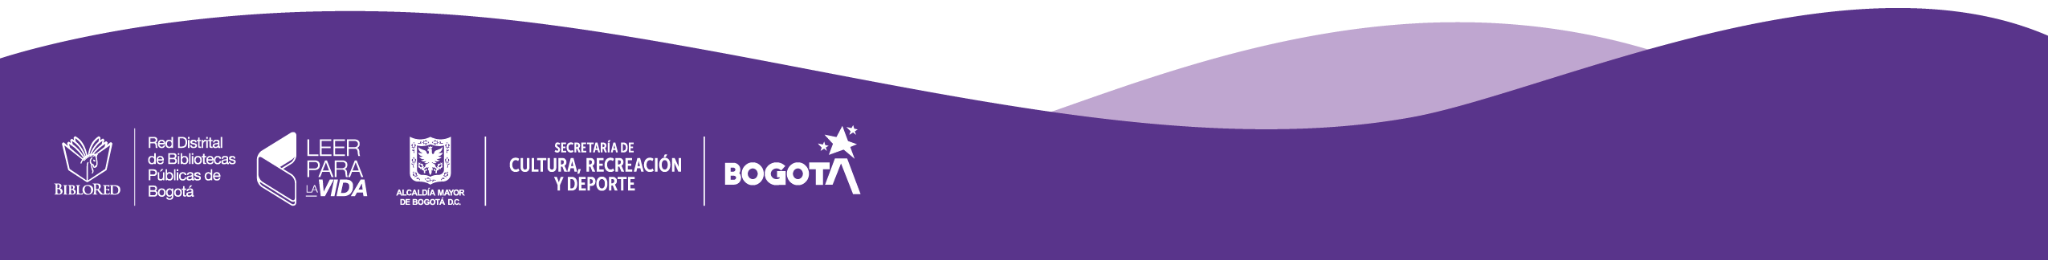 BIBLORED
Red Distrital
de Bibliotecas
Públicas de
Bogotá
LEER
PARA
LA VIDA
ALCALDÍA MAYOR
DE BOGOTÁ D.C.
SECRETARÍA DE
CULTURA, RECREACIÓN
Y DEPORTE
BOGOTÁ